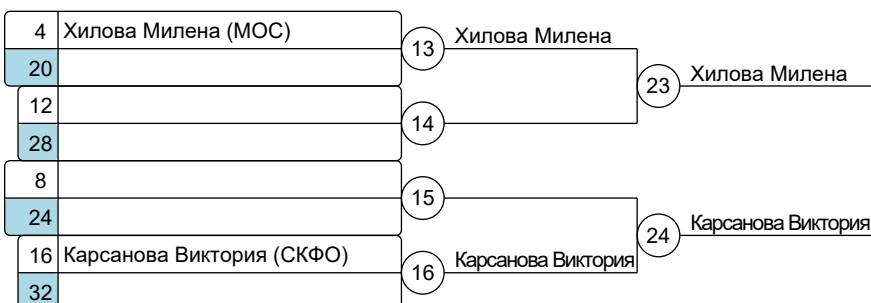 4 Хилова Милена (МОС)
13 Хилова Милена
20
23 Хилова Милена
12
14
28
8
15
24
24 Карсанова Виктория
16 Карсанова Виктория (СКФО)
16 Карсанова Виктория
32